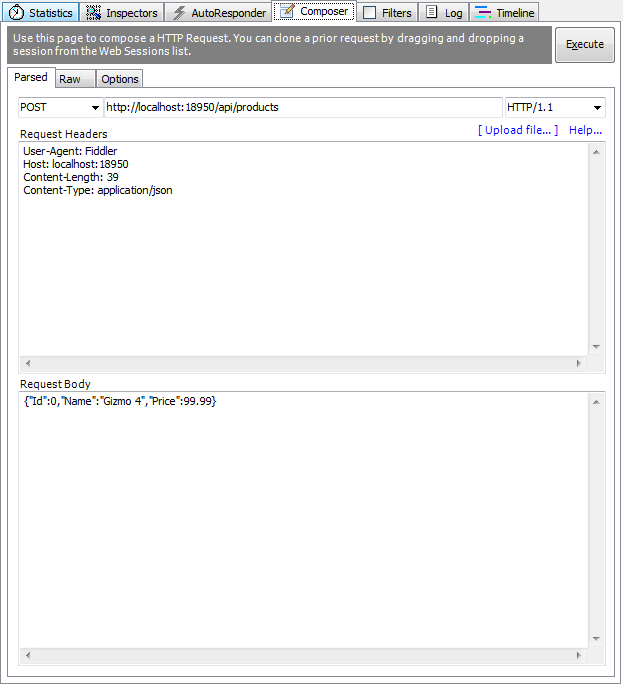 Statistics Inspectors AutoResponder Composer Filters Log Timeline
Use this page to compose a HTTP Request. You can clone a prior request by dragging and dropping a
session from the Web Sessions list.
Execute
Parsed Raw Options
POST http://localhost:18950/api/products HTTP/1.1
Request Headers [ Upload file... ] Help...
User-Agent: Fiddler
Host: localhost:18950
Content-Length: 39
Content-Type: application/json
Request Body
{"Id":0,"Name":"Gizmo 4","Price":99.99}